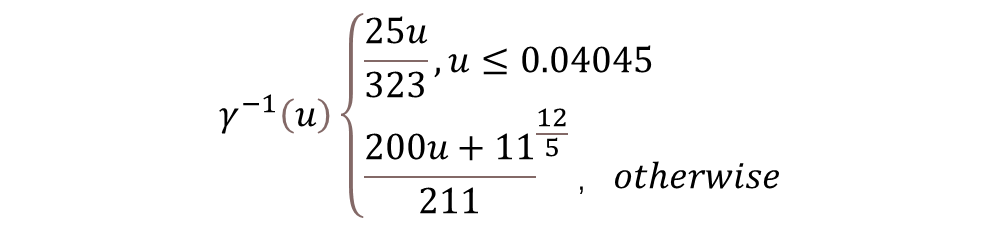 γ⁻¹(u) { 25u/323 , u ≤ 0.04045
200u + 11^(12/5)/211 , otherwise